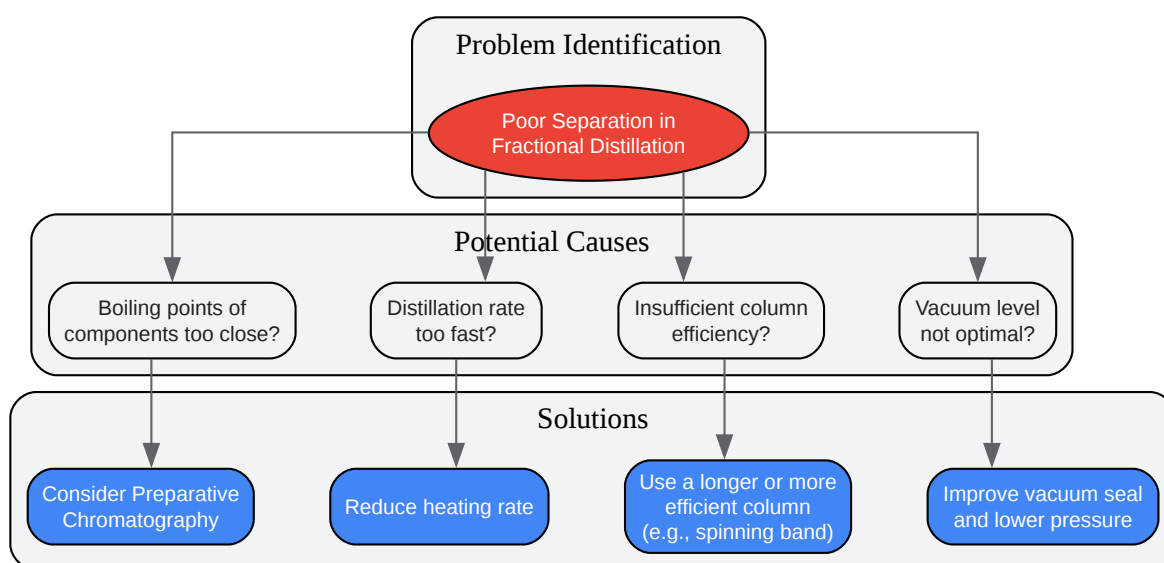 Problem Identification
Poor Separation in
Fractional Distillation
Potential Causes
Boiling points of
components too close?
Distillation rate
too fast?
Insufficient column
efficiency?
Vacuum level
not optimal?
Solutions
Consider Preparative
Chromatography
Reduce heating rate
Use a longer or more
efficient column
(e.g., spinning band)
Improve vacuum seal
and lower pressure